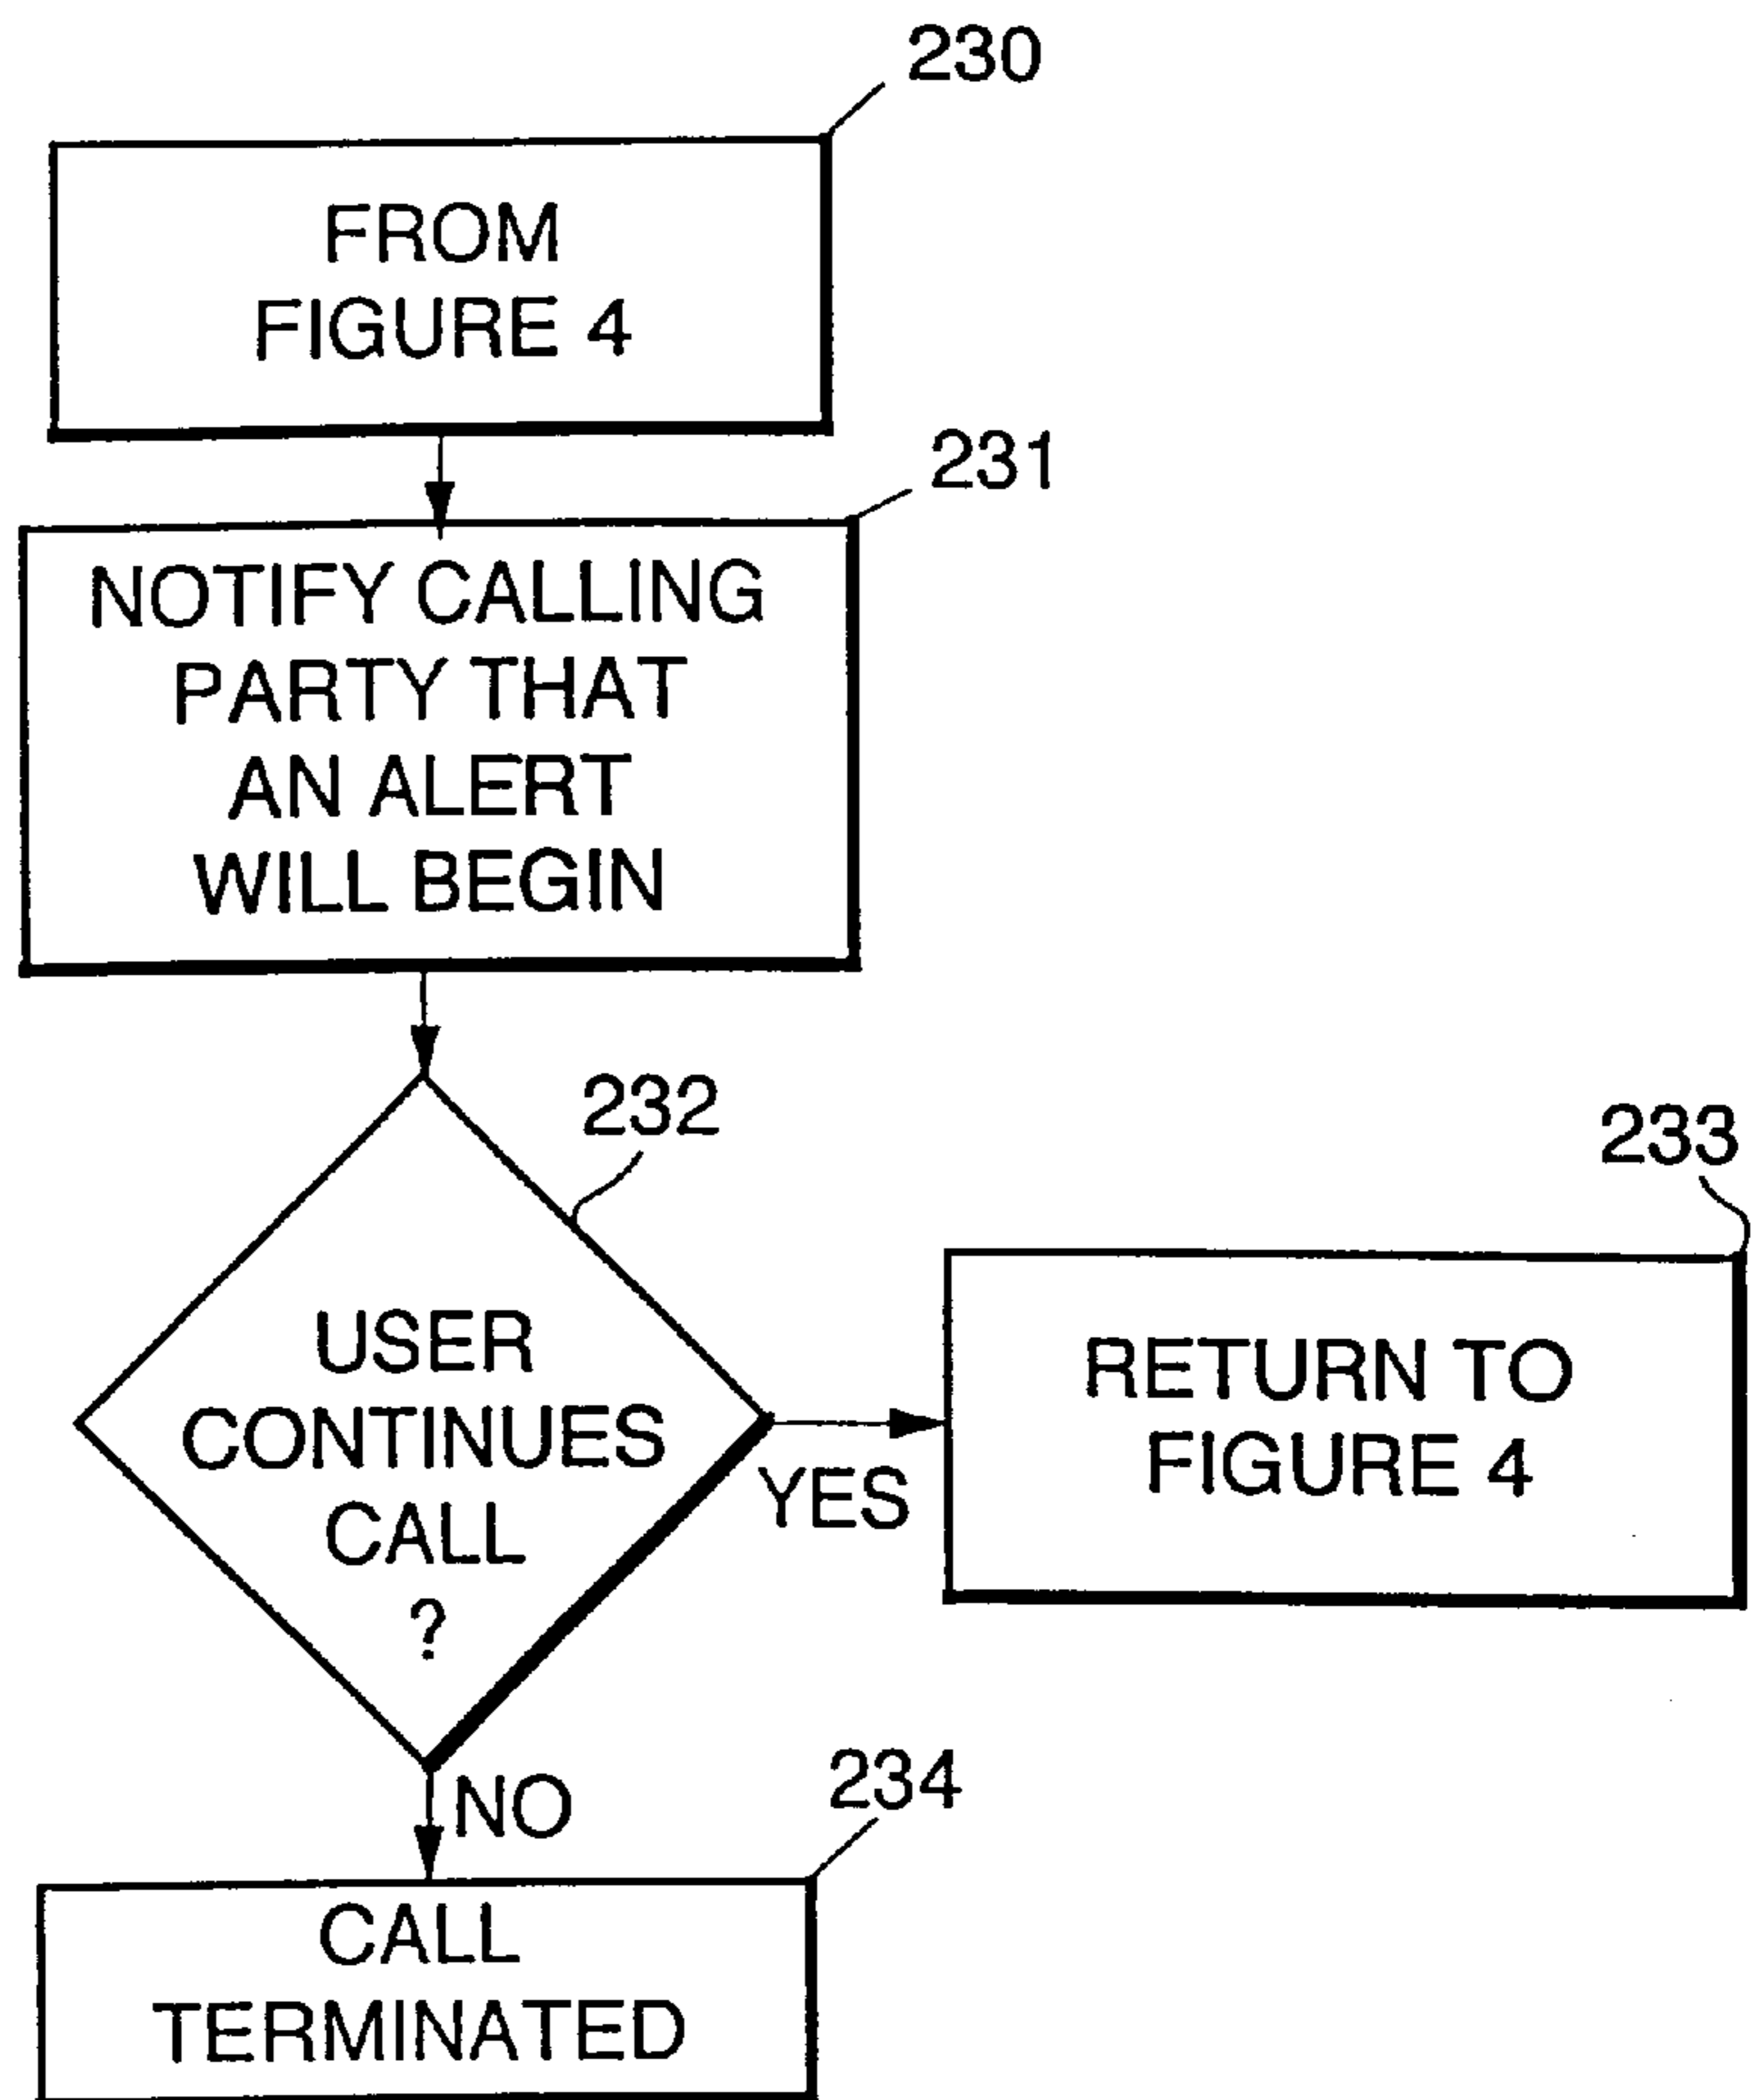 230
FROM
FIGURE 4
231
NOTIFY CALLING
PARTY THAT
AN ALERT
WILL BEGIN
232
USER
CONTINUES
CALL
?
YES
233
RETURN TO
FIGURE 4
NO
234
CALL
TERMINATED